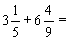 3 1/5 + 6 4/9 =